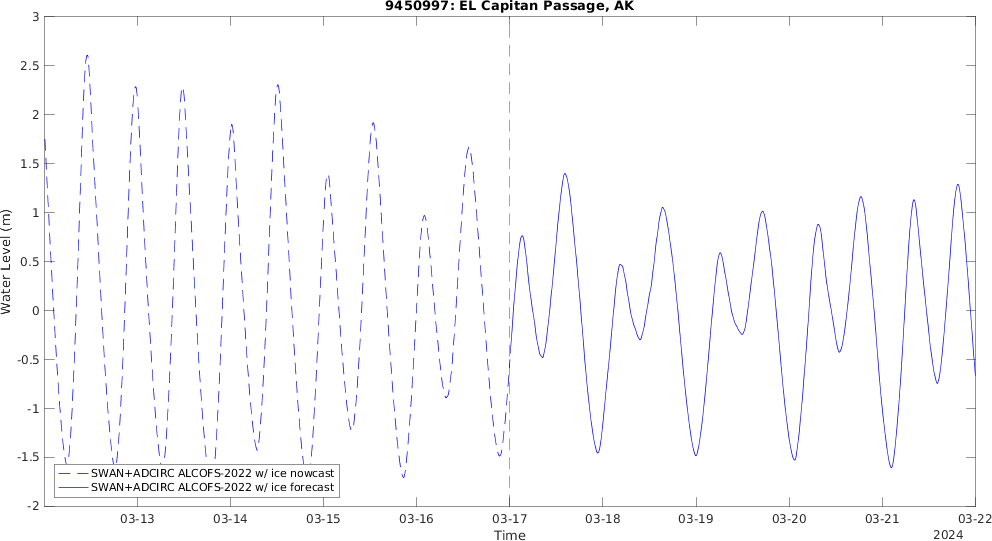 9450997: EL Capitan Passage, AK
3
2.5
2
1.5
1
0.5
0
-0.5
-1
-1.5
-2
Water Level (m)
SWAN+ADCIRC ALCOFS-2022 w/ ice nowcast
SWAN+ADCIRC ALCOFS-2022 w/ ice forecast
03-13 03-14 03-15 03-16 03-17 03-18 03-19 03-20 03-21 03-22
Time
2024